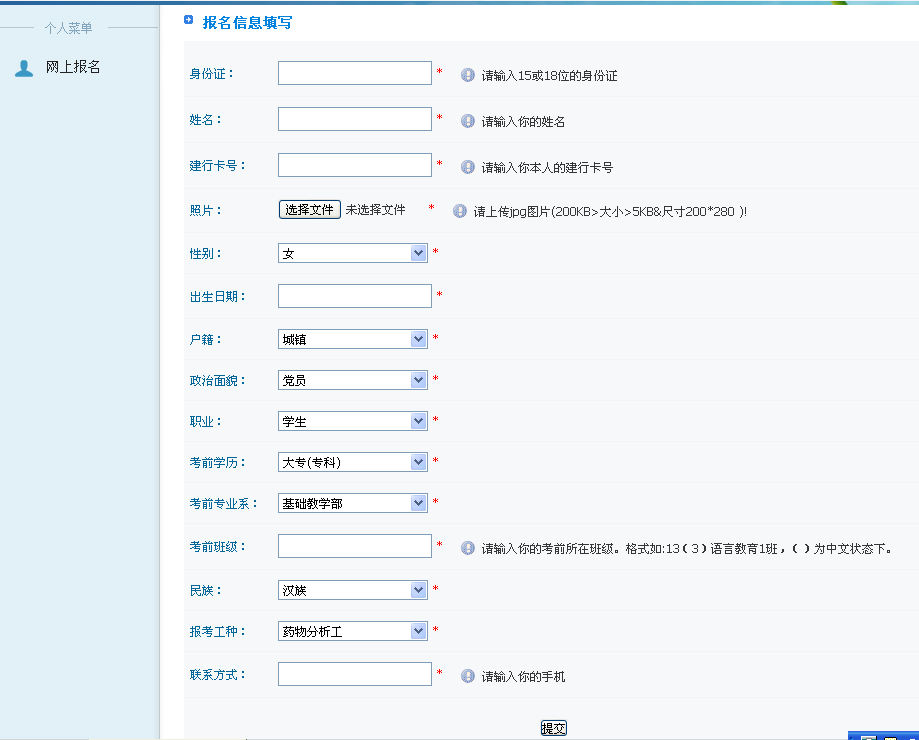 个人菜单
网上报名
报名信息填写
身份证： * 请输入15或18位的身份证
姓名： * 请输入你的姓名
建行卡号： * 请输入你本人的建行卡号
照片： 选择文件 未选择文件 * 请上传jpg图片(200KB>大小>5KB&尺寸200*280 )!
性别： 女 *
出生日期： *
户籍： 城镇 *
政治面貌： 党员 *
职业： 学生 *
考前学历： 大专(专科) *
考前专业系： 基础教学部 *
考前班级： * 请输入你的考前所在班级。格式如:13（3）语言教育1班，（）为中文状态下。
民族： 汉族 *
报考工种： 药物分析工 *
联系方式： * 请输入你的手机
提交